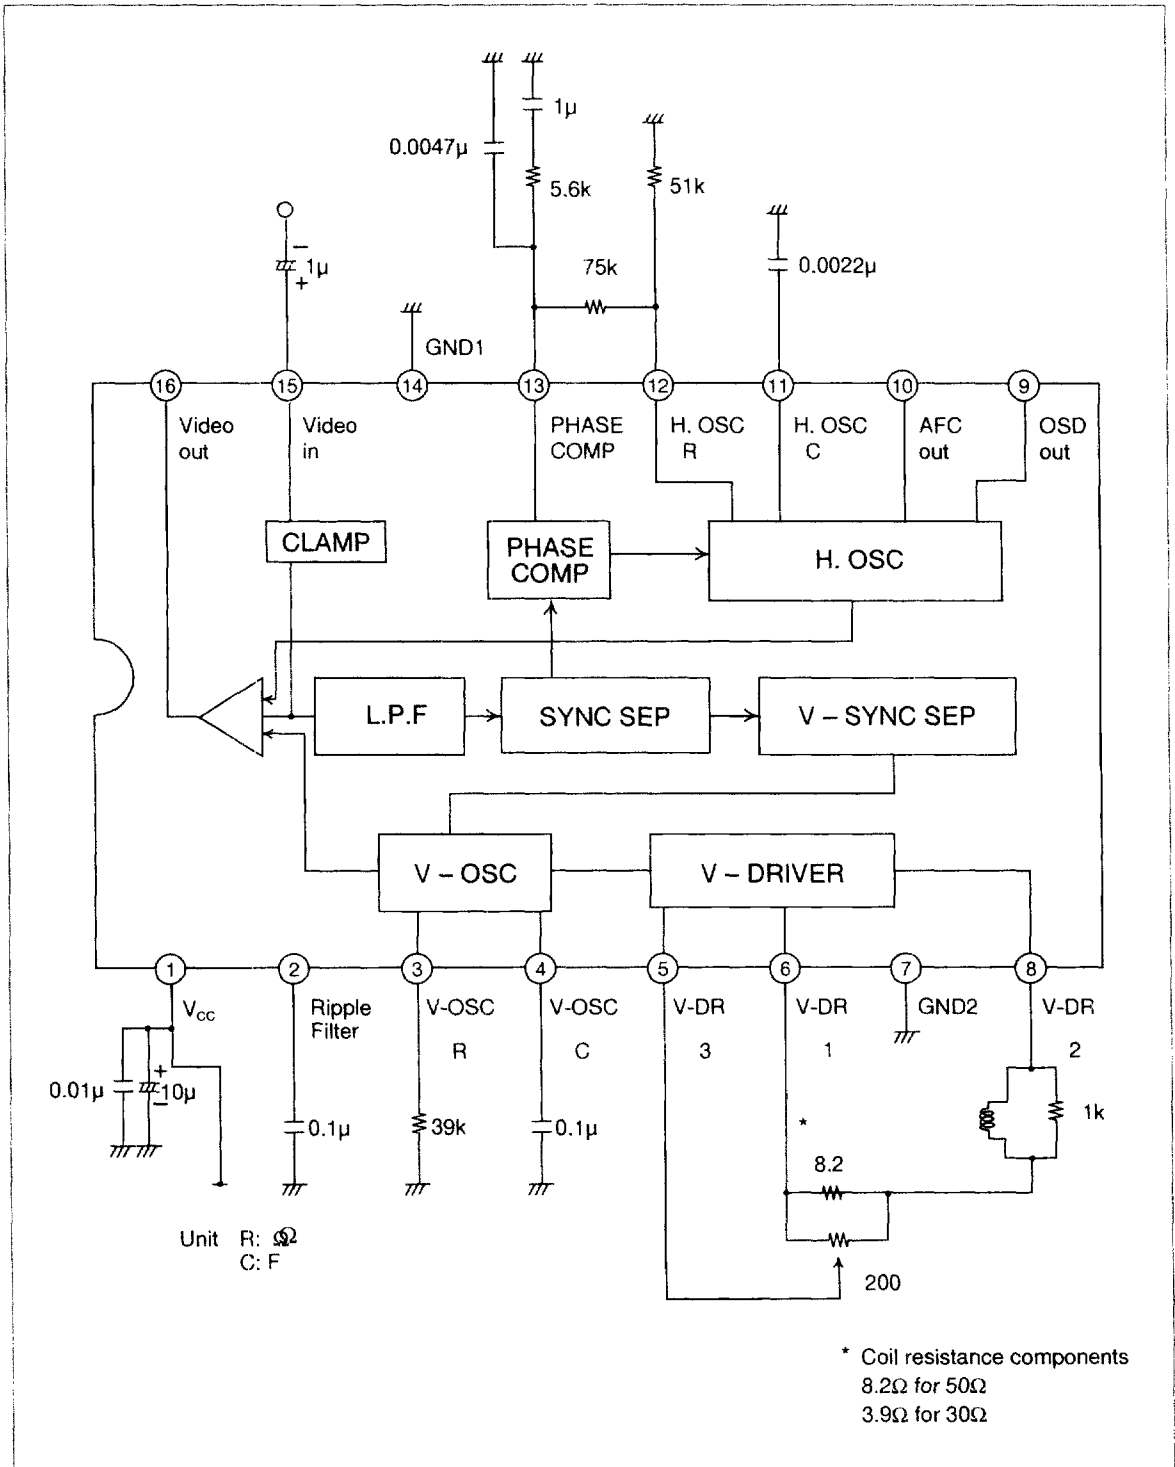 1μ
0.0047μ
5.6k
51k
1μ
75k
0.0022μ
GND1
16
15
14
13
12
11
10
9
Video
out
Video
in
PHASE
COMP
H. OSC
R
H. OSC
C
AFC
out
OSD
out
CLAMP
PHASE
COMP
H. OSC
L.P.F
SYNC SEP
V – SYNC SEP
V – OSC
V – DRIVER
1
2
3
4
5
6
7
8
VCC
Ripple
Filter
V-OSC
R
V-OSC
C
V-DR
3
V-DR
1
GND2
V-DR
2
0.01μ
+
10μ
–
0.1μ
39k
0.1μ
*
8.2
1k
200
Unit R: Ω
C: F
* Coil resistance components
8.2Ω for 50Ω
3.9Ω for 30Ω